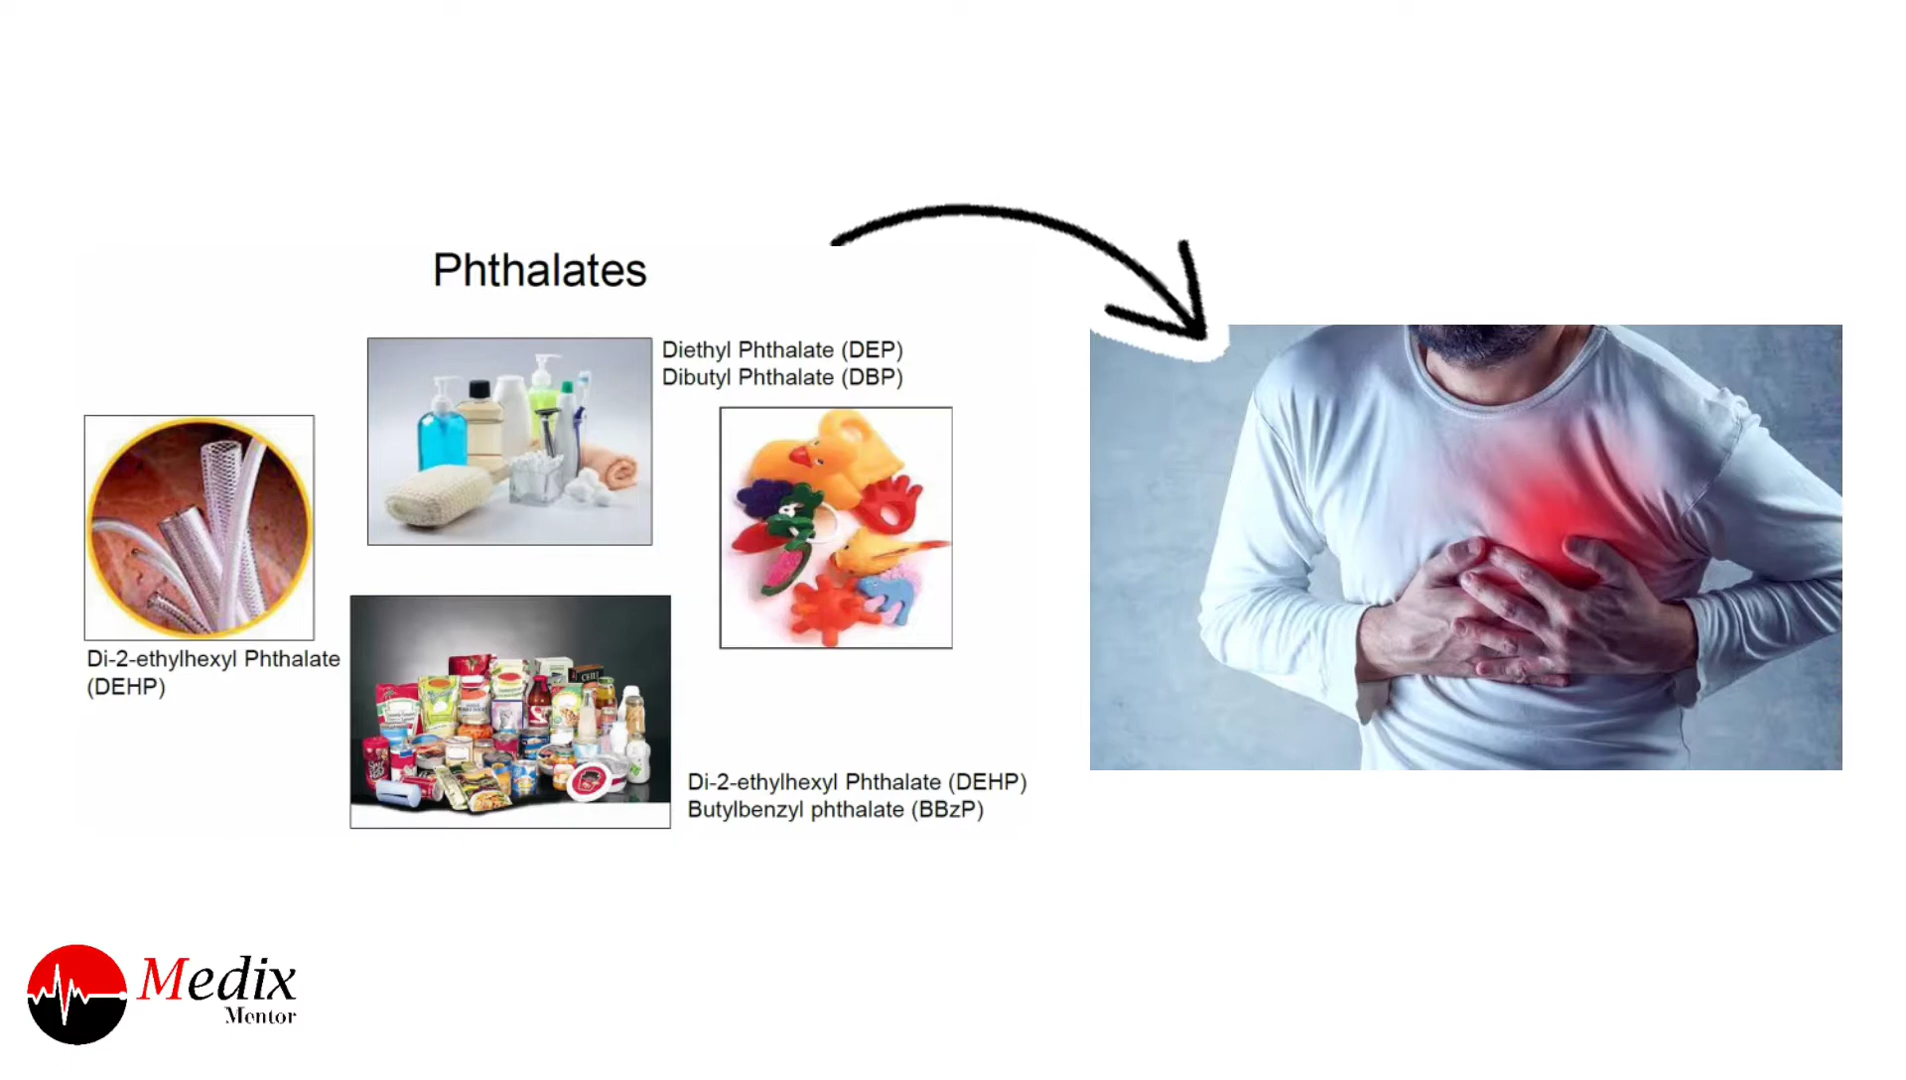 Phthalates
Diethyl Phthalate (DEP)
Dibutyl Phthalate (DBP)
Di-2-ethylhexyl Phthalate
(DEHP)
Di-2-ethylhexyl Phthalate (DEHP)
Butylbenzyl phthalate (BBzP)
Medix
Mentor